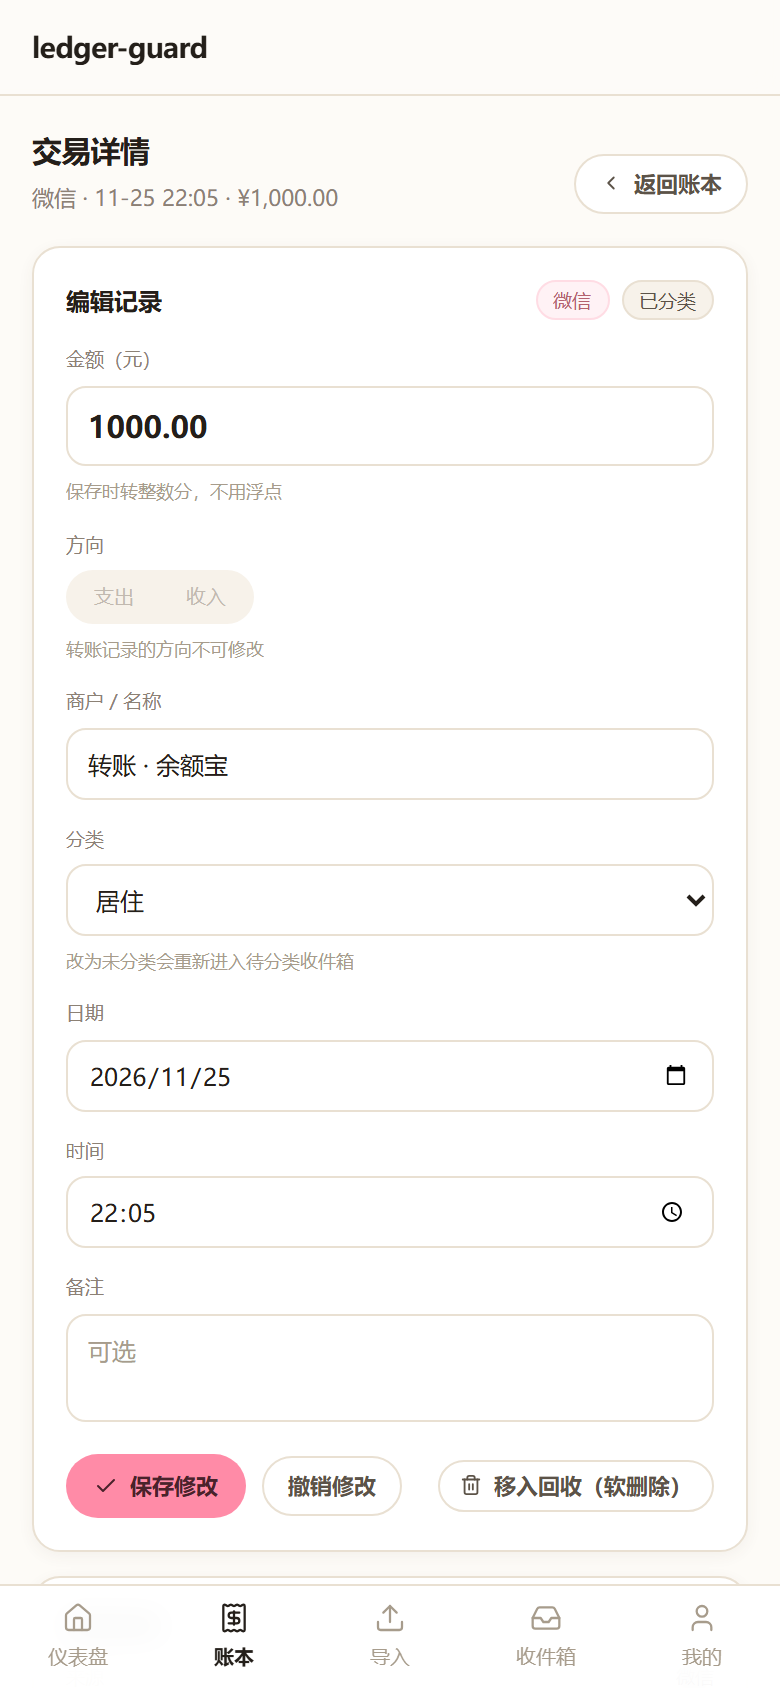 ledger-guard
交易详情
微信 · 11-25 22:05 · ¥1,000.00
返回账本
编辑记录
微信
已分类
金额（元）
1000.00
保存时转整数分，不用浮点
方向
支出
收入
转账记录的方向不可修改
商户 / 名称
转账 · 余额宝
分类
居住
改为未分类会重新进入待分类收件箱
日期
2026/11/25
时间
22:05
备注
可选
保存修改
撤销修改
移入回收（软删除）
仪表盘
账本
导入
收件箱
我的